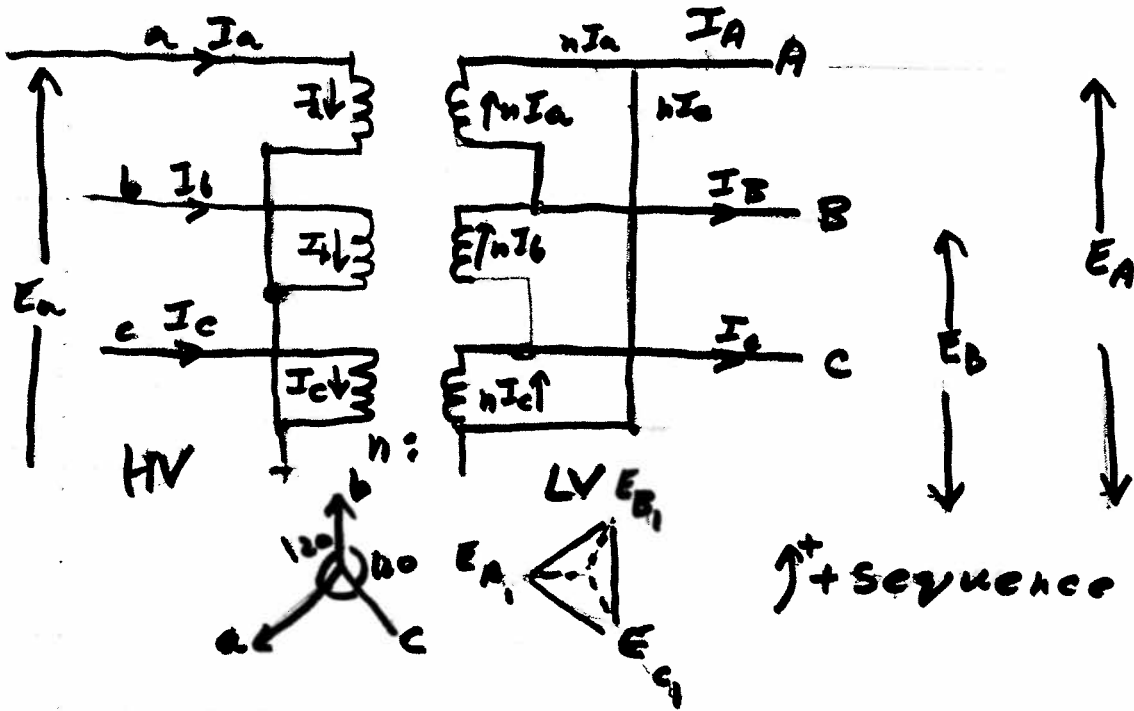 a Ia nIa IA A
Ia nIa nIc
b Ib IB B
Ib nIb
Ea EB EA
c Ic Ic C
Ic nIc
n:
HV LV
b EB1
120 120 EA1 + + sequence
a c EC1